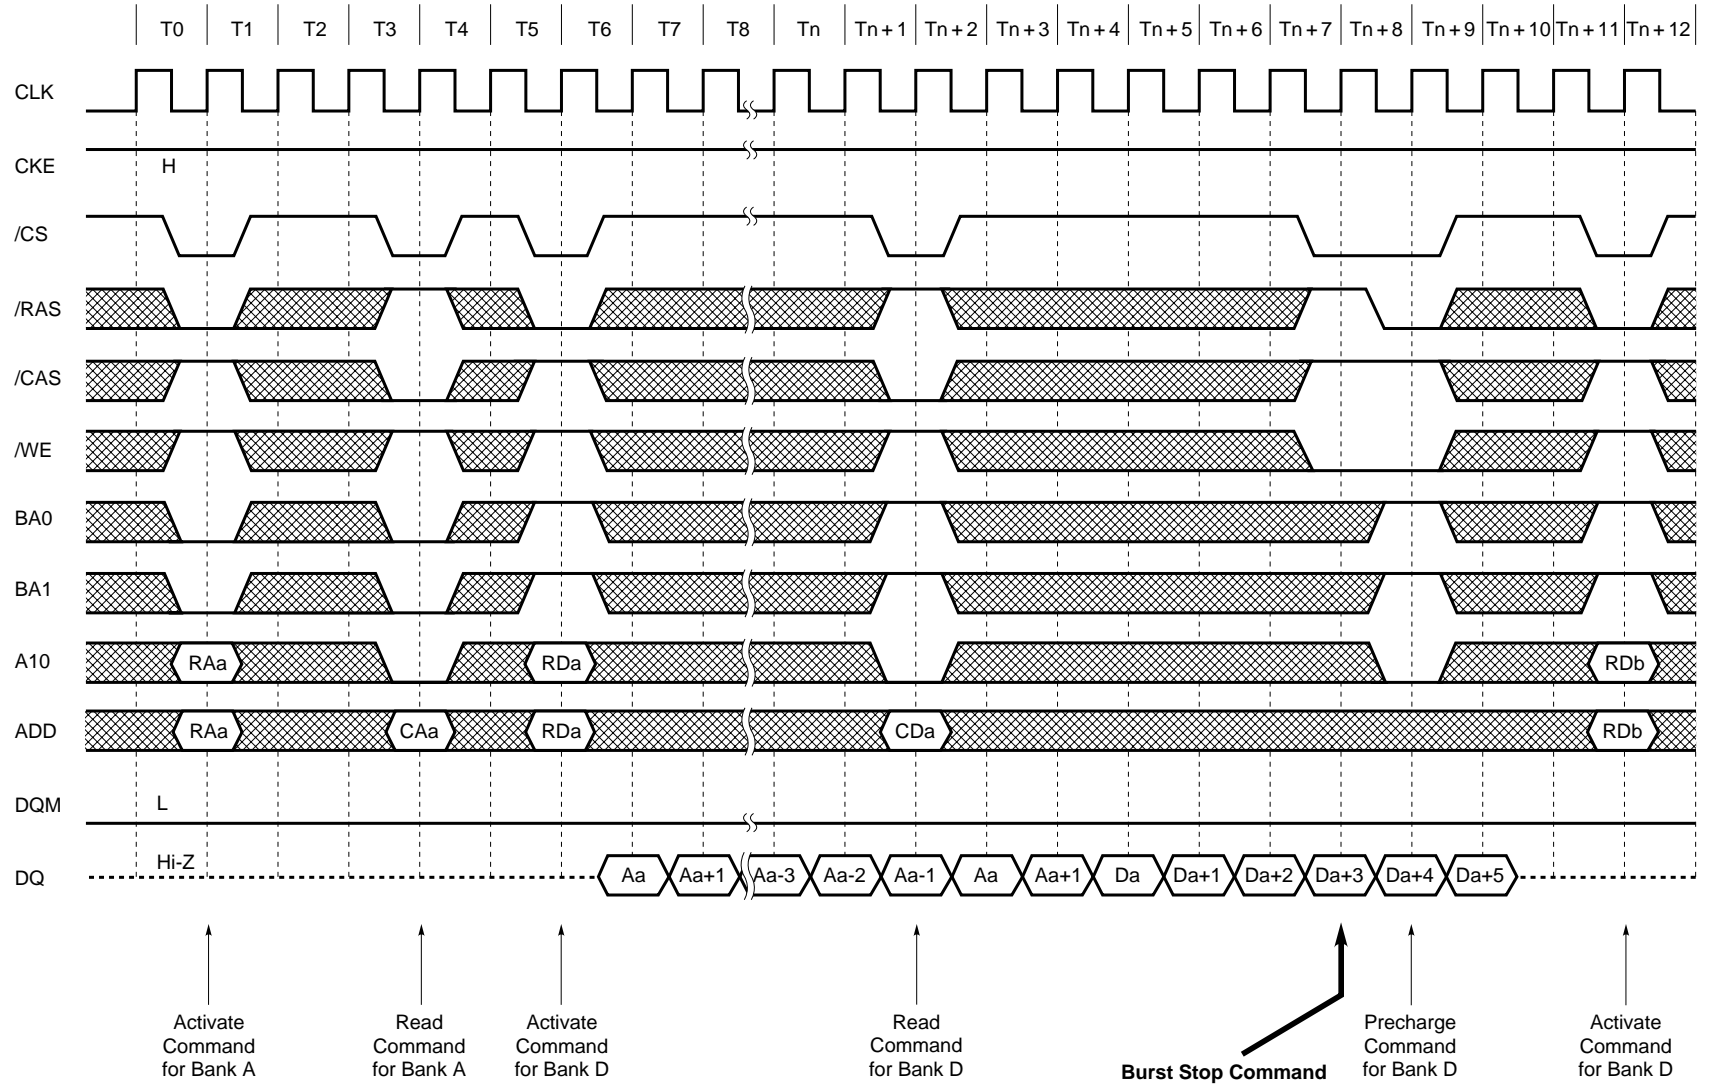 T0 T1 T2 T3 T4 T5 T6 T7 T8 Tn Tn + 1 Tn + 2 Tn + 3 Tn + 4 Tn + 5 Tn + 6 Tn + 7 Tn + 8 Tn + 9 Tn + 10 Tn + 11 Tn + 12
CLK
CKE H
/CS
/RAS
/CAS
/WE
BA0
BA1
A10 RAa RDa RDb
ADD RAa CAa RDa CDa RDb
DQM L
DQ Hi-Z Aa Aa+1 Aa-3 Aa-2 Aa-1 Aa Aa+1 Da Da+1 Da+2 Da+3 Da+4 Da+5
Activate
Command
for Bank A
Read
Command
for Bank A
Activate
Command
for Bank D
Read
Command
for Bank D
Burst Stop Command
Precharge
Command
for Bank D
Activate
Command
for Bank D